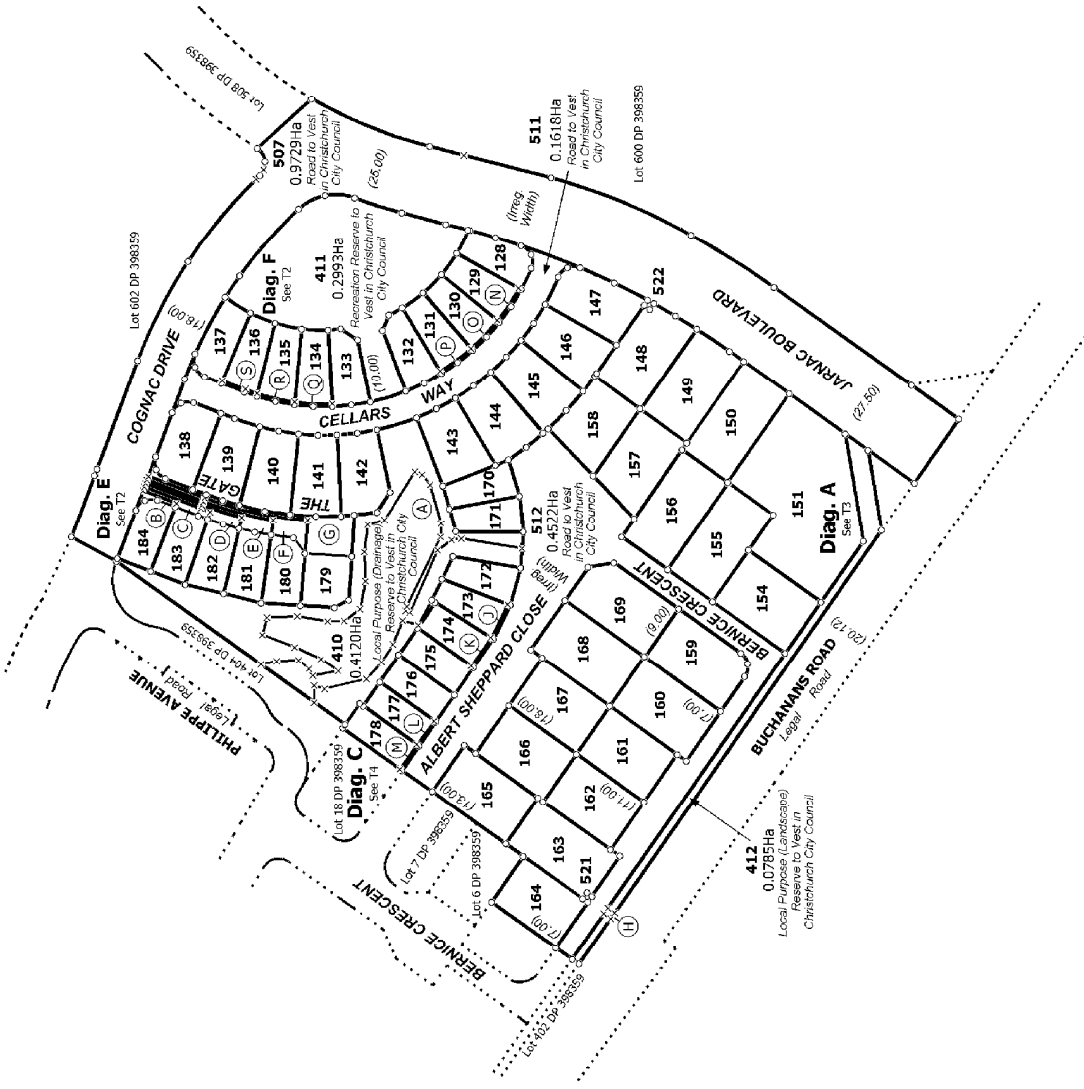 Lot 508 DP 398359
507
0.9729Ha
Road to Vest
in Christchurch
City Council
(25.00)
511
0.1618Ha
Road to Vest
in Christchurch
City Council
Lot 600 DP 398359
(Irreg.
Width)
Lot 602 DP 398359
(18.00)
COGNAC DRIVE
Diag. F
See T2
411
0.2993Ha
Recreation Reserve to
Vest in Christchurch
City Council
137
136
S
135
R
134
Q
133
(10.00)
132
131
P
130
O
129
N
128
CELLARS WAY
Diag. E
See T2
138
139
140
141
142
THE GATE
143
144
145
146
147
522
148
149
150
151
JARNAC BOULEVARD
(27.50)
184
B
183
C
182
D
181
E
180
F
179
G
A
170
171
172
173
J
174
K
175
176
177
L
178
M
410
0.4120Ha
Local Purpose (Drainage)
Reserve to Vest in
Christchurch City
Council
512
0.4522Ha
Road to Vest
in Christchurch
City Council
(Irreg
Width)
158
157
156
155
154
Diag. A
See T3
Lot 404 DP 398359
PHILIPPE AVENUE
Legal Road
Lot 18 DP 398359
Diag. C
See T4
ALBERT SHEPPARD CLOSE
(13.00)
BERNICE CRESCENT
(9.00)
169
168
167
(18.00)
166
165
159
160
(7.00)
161
162
(11.00)
163
521
164
(7.00)
H
Lot 7 DP 398359
Lot 6 DP 398359
BERNICE CRESCENT
BUCHANANS ROAD
Legal Road
(20.12)
412
0.0785Ha
Local Purpose (Landscape)
Reserve to Vest in
Christchurch City Council
Lot 402 DP 398359